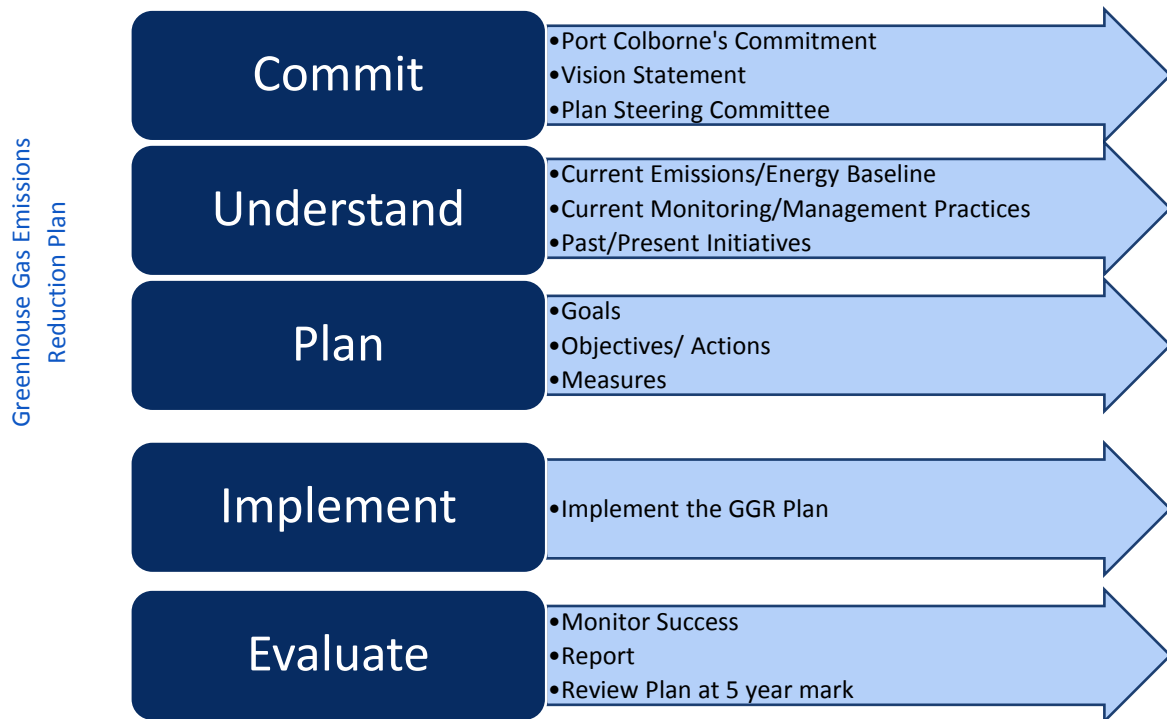 Greenhouse Gas Emissions
Reduction Plan
Commit
•Port Colborne's Commitment
•Vision Statement
•Plan Steering Committee
Understand
•Current Emissions/Energy Baseline
•Current Monitoring/Management Practices
•Past/Present Initiatives
Plan
•Goals
•Objectives/ Actions
•Measures
Implement
•Implement the GGR Plan
Evaluate
•Monitor Success
•Report
•Review Plan at 5 year mark